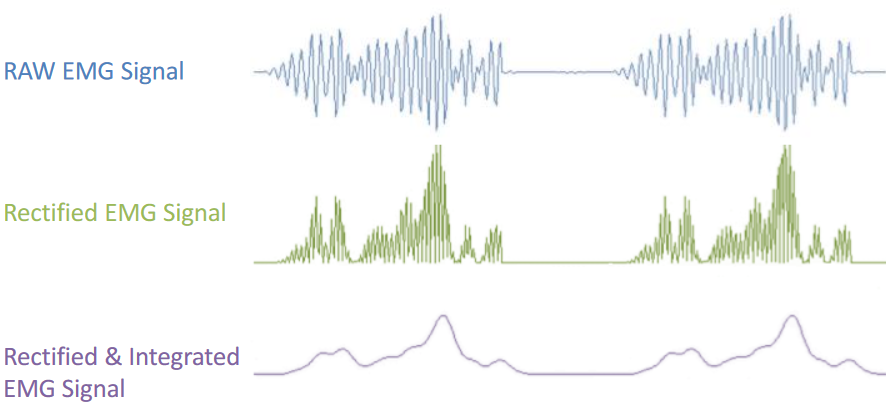 RAW EMG Signal
Rectified EMG Signal
Rectified & Integrated
EMG Signal